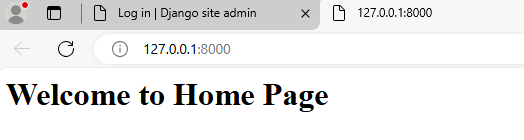 Log in | Django site admin
127.0.0.1:8000
127.0.0.1:8000
Welcome to Home Page